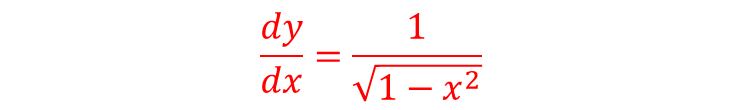 dy/dx = 1/√(1 − x²)